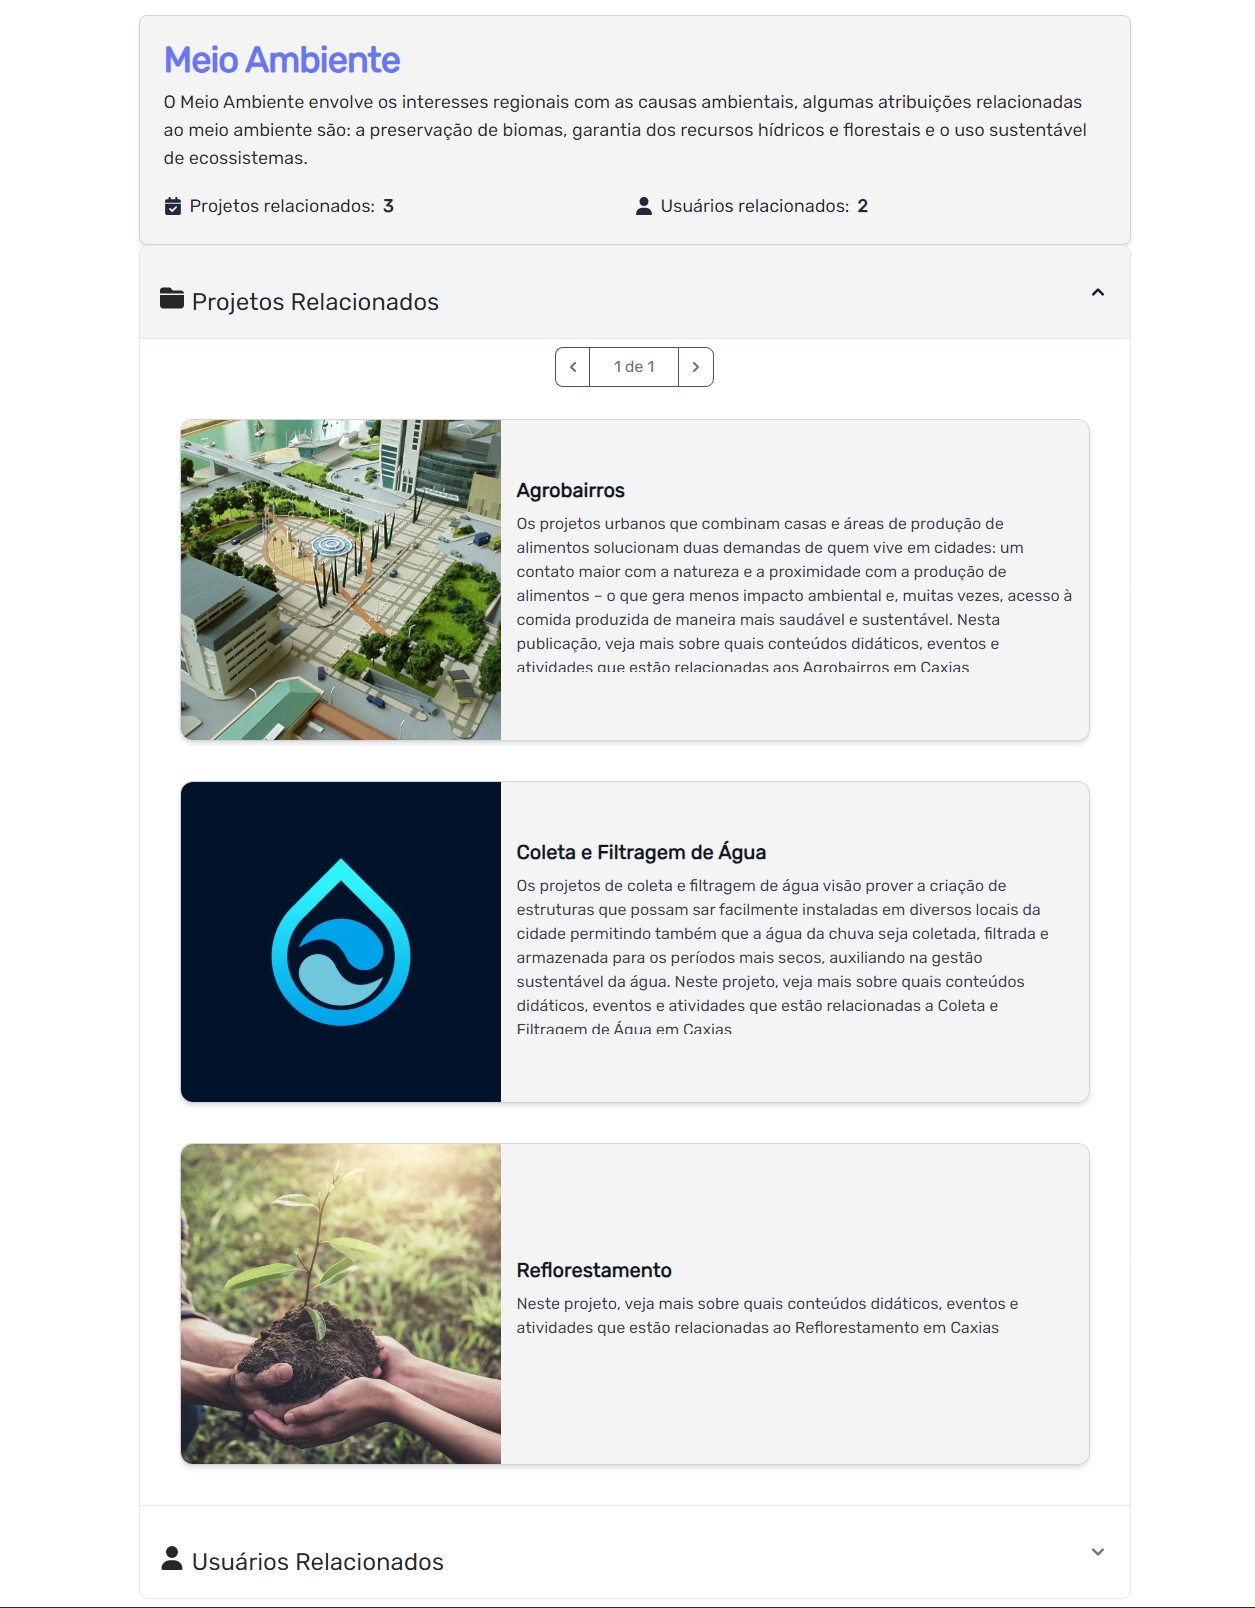 Meio Ambiente
O Meio Ambiente envolve os interesses regionais com as causas ambientais, algumas atribuições relacionadas
ao meio ambiente são: a preservação de biomas, garantia dos recursos hídricos e florestais e o uso sustentável
de ecossistemas.
Projetos relacionados: 3
Usuários relacionados: 2
Projetos Relacionados
1 de 1
Agrobairros
Os projetos urbanos que combinam casas e áreas de produção de
alimentos solucionam duas demandas de quem vive em cidades: um
contato maior com a natureza e a proximidade com a produção de
alimentos – o que gera menos impacto ambiental e, muitas vezes, acesso à
comida produzida de maneira mais saudável e sustentável. Nesta
publicação, veja mais sobre quais conteúdos didáticos, eventos e
atividades que estão relacionadas aos Agrobairros em Caxias
Coleta e Filtragem de Água
Os projetos de coleta e filtragem de água visão prover a criação de
estruturas que possam sar facilmente instaladas em diversos locais da
cidade permitindo também que a água da chuva seja coletada, filtrada e
armazenada para os períodos mais secos, auxiliando na gestão
sustentável da água. Neste projeto, veja mais sobre quais conteúdos
didáticos, eventos e atividades que estão relacionadas a Coleta e
Filtragem de Água em Caxias
Reflorestamento
Neste projeto, veja mais sobre quais conteúdos didáticos, eventos e
atividades que estão relacionadas ao Reflorestamento em Caxias
Usuários Relacionados